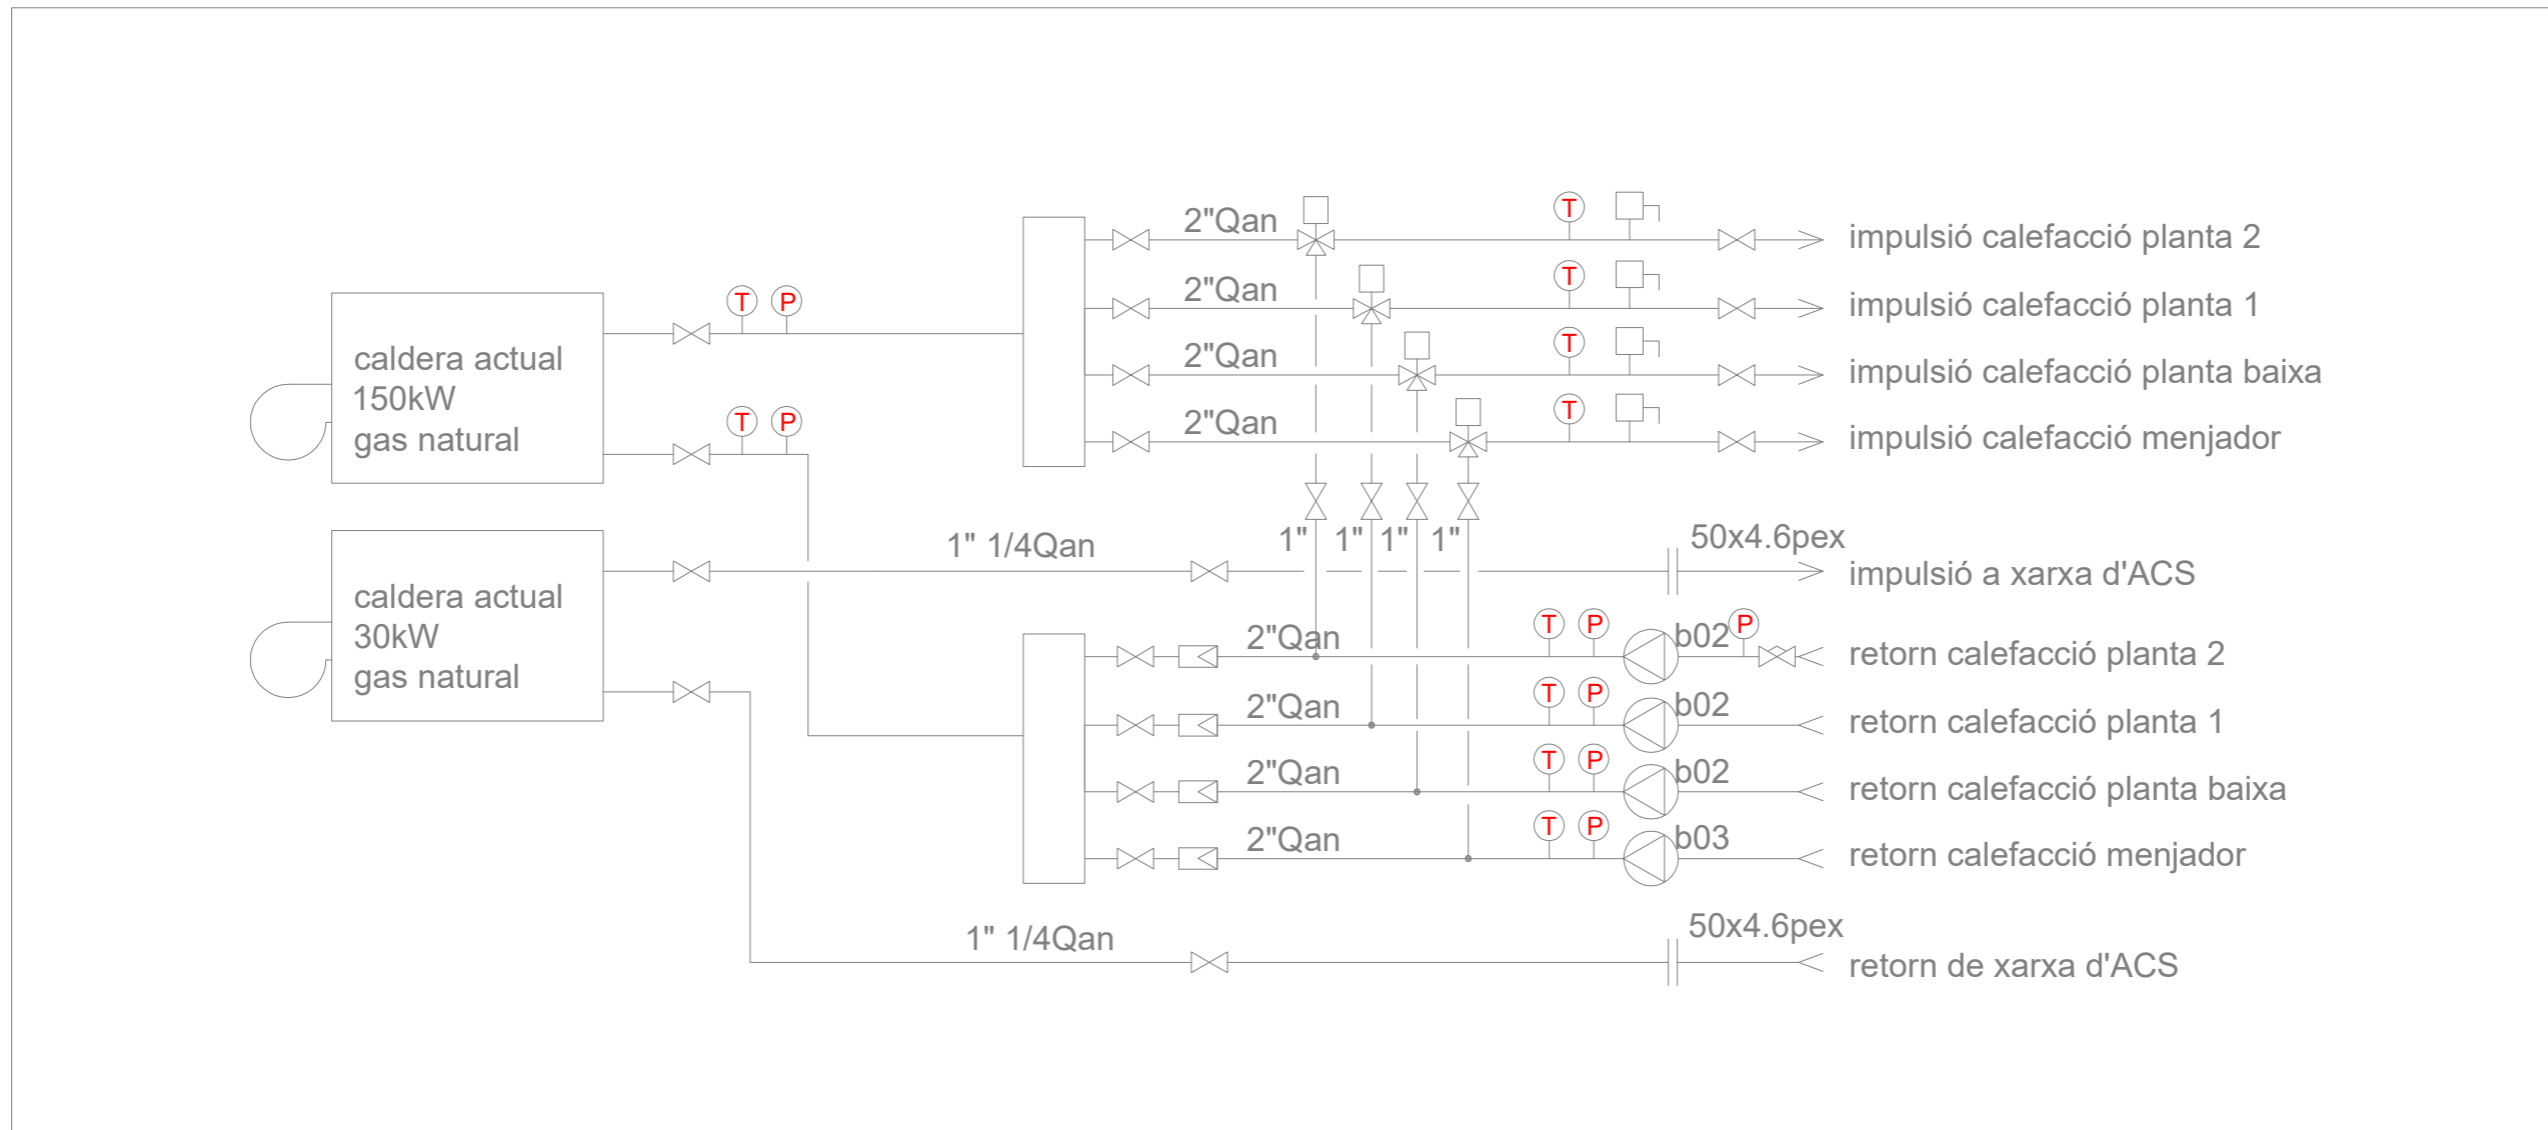 2"Qan
T
impulsió calefacció planta 2
2"Qan
T
impulsió calefacció planta 1
T P
2"Qan
T
impulsió calefacció planta baixa
caldera actual
150kW
gas natural
T P
2"Qan
T
impulsió calefacció menjador
1" 1/4Qan
1" 1" 1" 1"
50x4.6pex
impulsió a xarxa d'ACS
caldera actual
30kW
gas natural
2"Qan
T P
b02
P
retorn calefacció planta 2
2"Qan
T P
b02
retorn calefacció planta 1
2"Qan
T P
b02
retorn calefacció planta baixa
2"Qan
T P
b03
retorn calefacció menjador
1" 1/4Qan
50x4.6pex
retorn de xarxa d'ACS